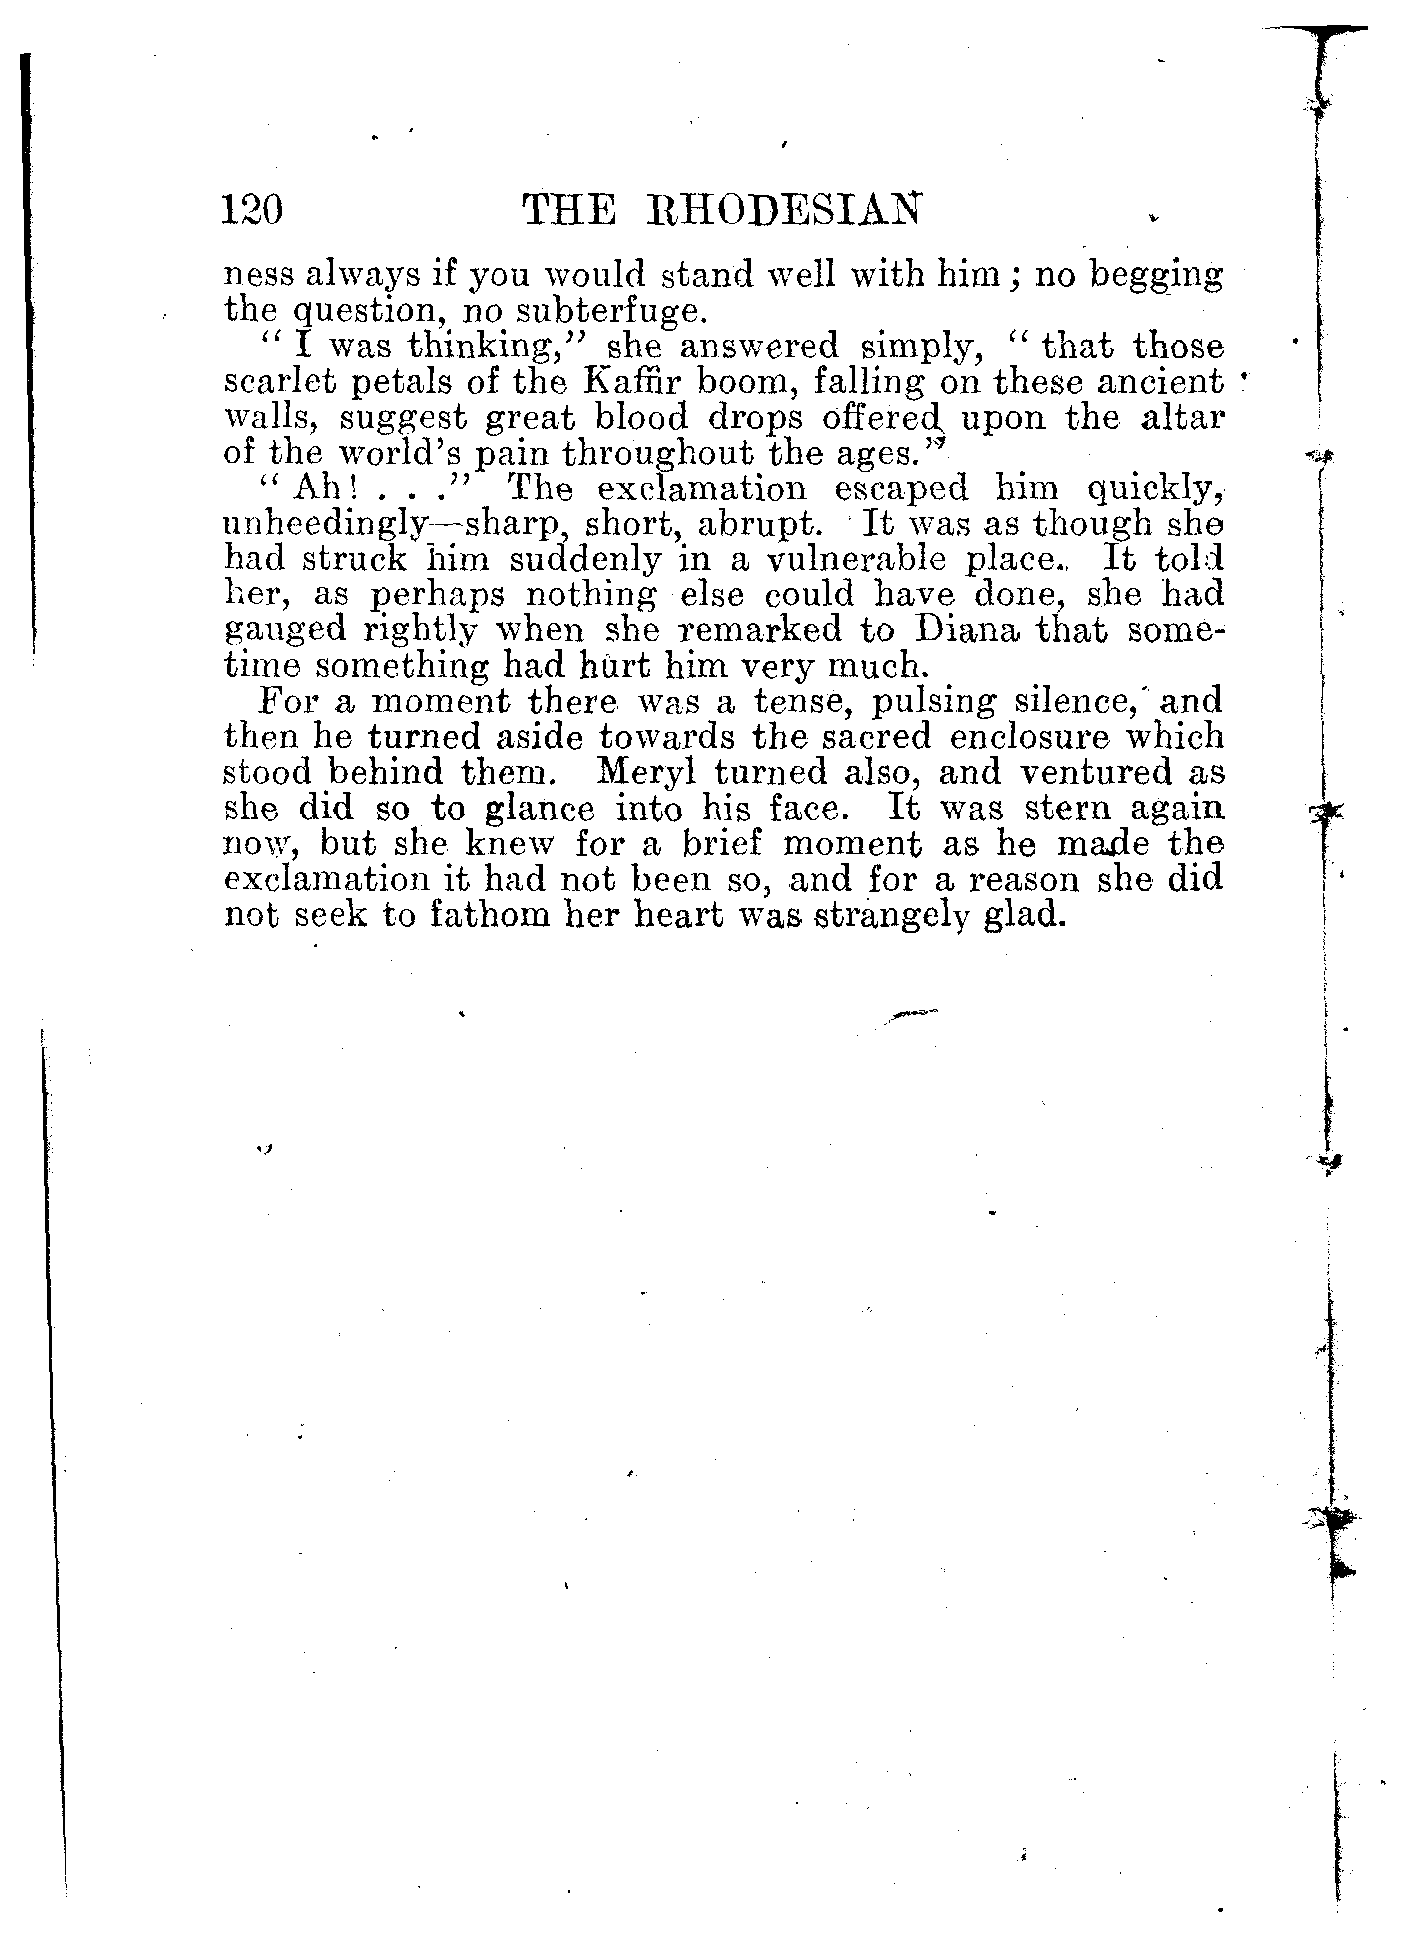 120 THE RHODESIAN
ness always if you would stand well with him; no begging
the question, no subterfuge.
" I was thinking," she answered simply, " that those
scarlet petals of the Kaffir boom, falling on these ancient
walls, suggest great blood drops offered upon the altar
of the world's pain throughout the ages."
" Ah! . . ." The exclamation escaped him quickly,
unheedingly—sharp, short, abrupt. It was as though she
had struck him suddenly in a vulnerable place. It told
her, as perhaps nothing else could have done, she had
gauged rightly when she remarked to Diana that some-
time something had hurt him very much.
For a moment there was a tense, pulsing silence, and
then he turned aside towards the sacred enclosure which
stood behind them. Meryl turned also, and ventured as
she did so to glance into his face. It was stern again
now, but she knew for a brief moment as he made the
exclamation it had not been so, and for a reason she did
not seek to fathom her heart was strangely glad.